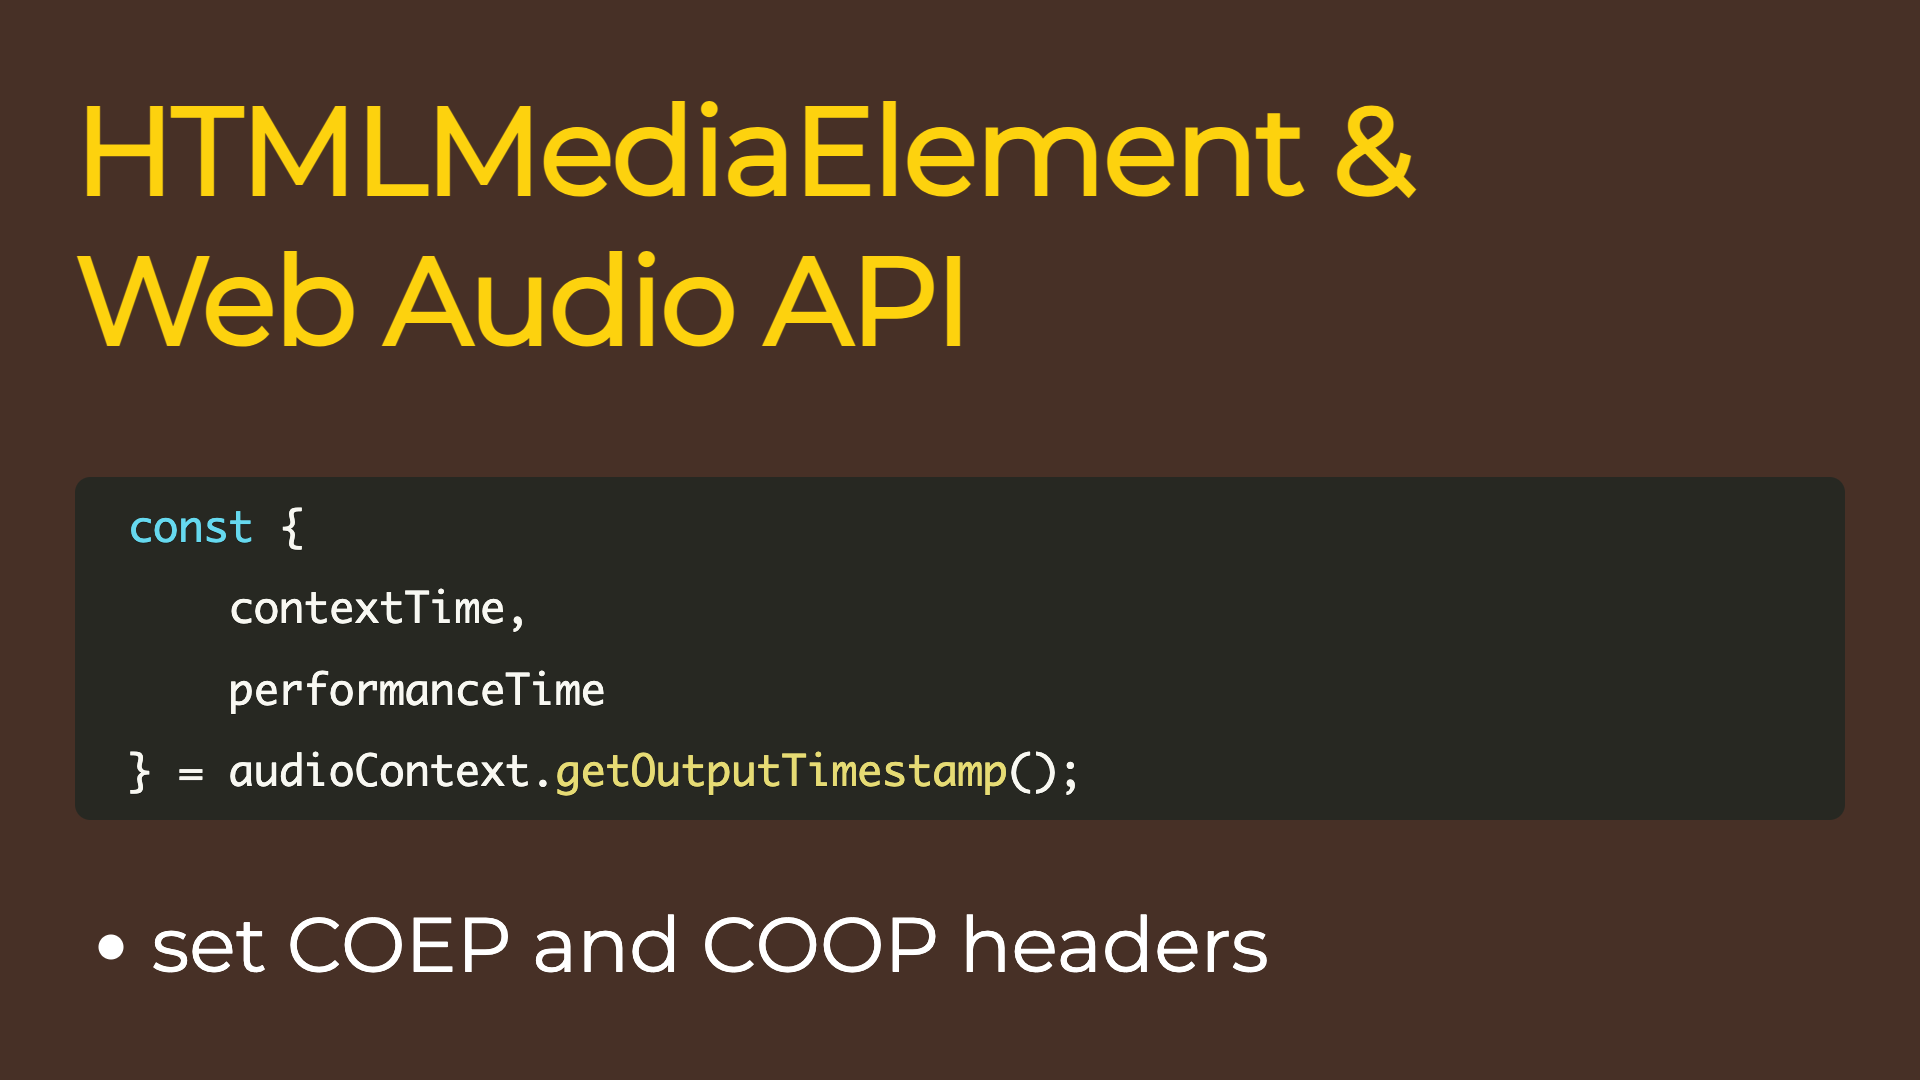 HTMLMediaElement &
Web Audio API
const {
    contextTime,
    performanceTime
} = audioContext.getOutputTimestamp();
• set COEP and COOP headers